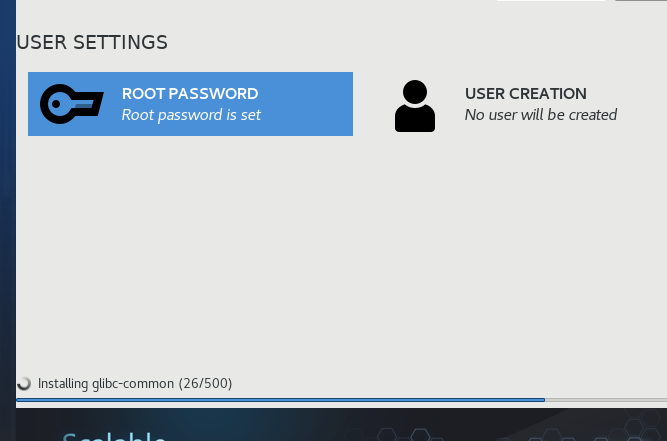 USER SETTINGS
ROOT PASSWORD
Root password is set
USER CREATION
No user will be created
Installing glibc-common (26/500)
Scalable